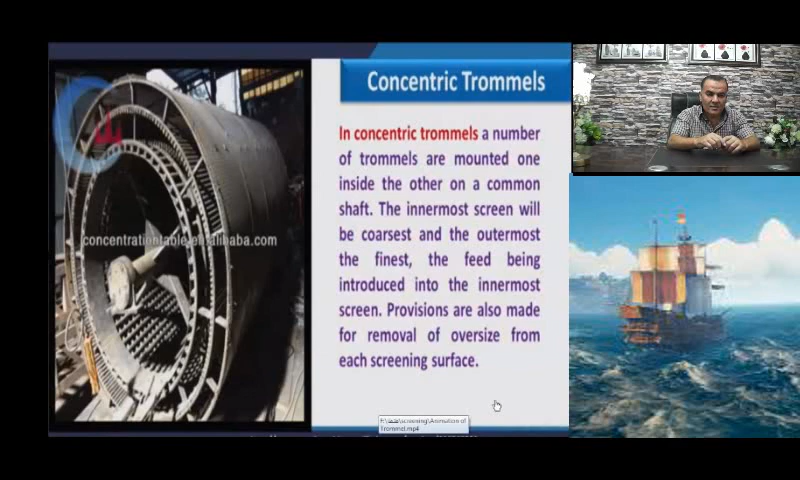 Concentric Trommels
In concentric trommels a number
of trommels are mounted one
inside the other on a common
shaft. The innermost screen will
be coarsest and the outermost
the finest, the feed being
introduced into the innermost
screen. Provisions are also made
for removal of oversize from
each screening surface.
concentrationtable.en.alibaba.com
Trommel.mp4